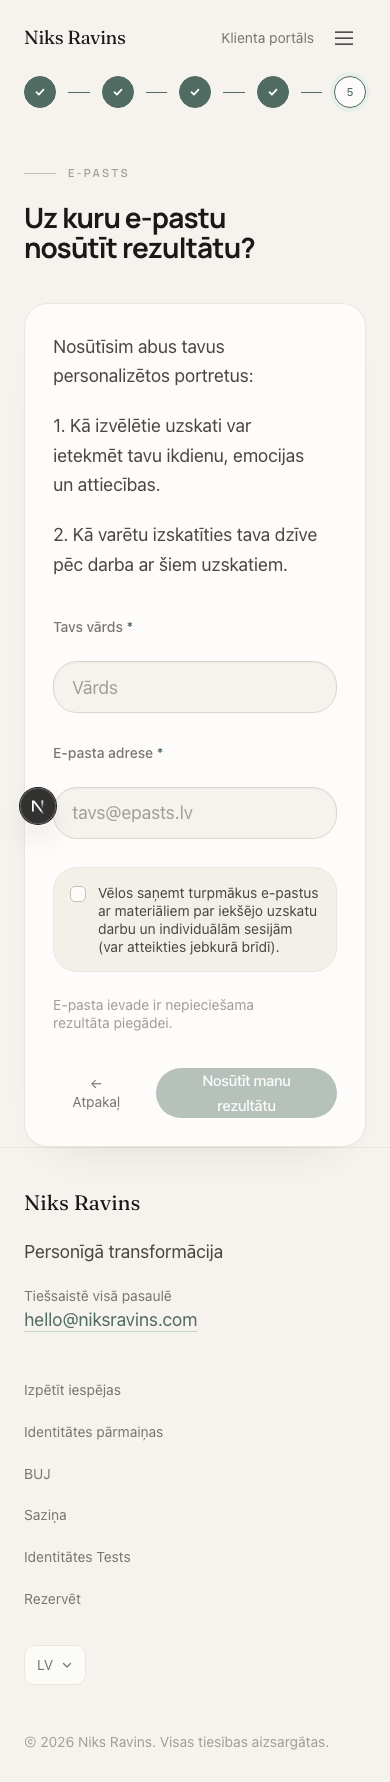 Niks Ravins
Klienta portāls
5
E-PASTS
Uz kuru e-pastu
nosūtīt rezultātu?
Nosūtīsim abus tavus
personalizētos portretus:
1. Kā izvēlētie uzskati var
ietekmēt tavu ikdienu, emocijas
un attiecības.
2. Kā varētu izskatīties tava dzīve
pēc darba ar šiem uzskatiem.
Tavs vārds *
Vārds
E-pasta adrese *
N
tavs@epasts.lv
Vēlos saņemt turpmākus e-pastus
ar materiāliem par iekšējo uzskatu
darbu un individuālām sesijām
(var atteikties jebkurā brīdī).
E-pasta ievade ir nepieciešama
rezultāta piegādei.
←
Atpakaļ
Nosūtīt manu
rezultātu
Niks Ravins
Personīgā transformācija
Tiešsaistē visā pasaulē
hello@niksravins.com
Izpētīt iespējas
Identitātes pārmaiņas
BUJ
Saziņa
Identitātes Tests
Rezervēt
LV
© 2026 Niks Ravins. Visas tiesības aizsargātas.